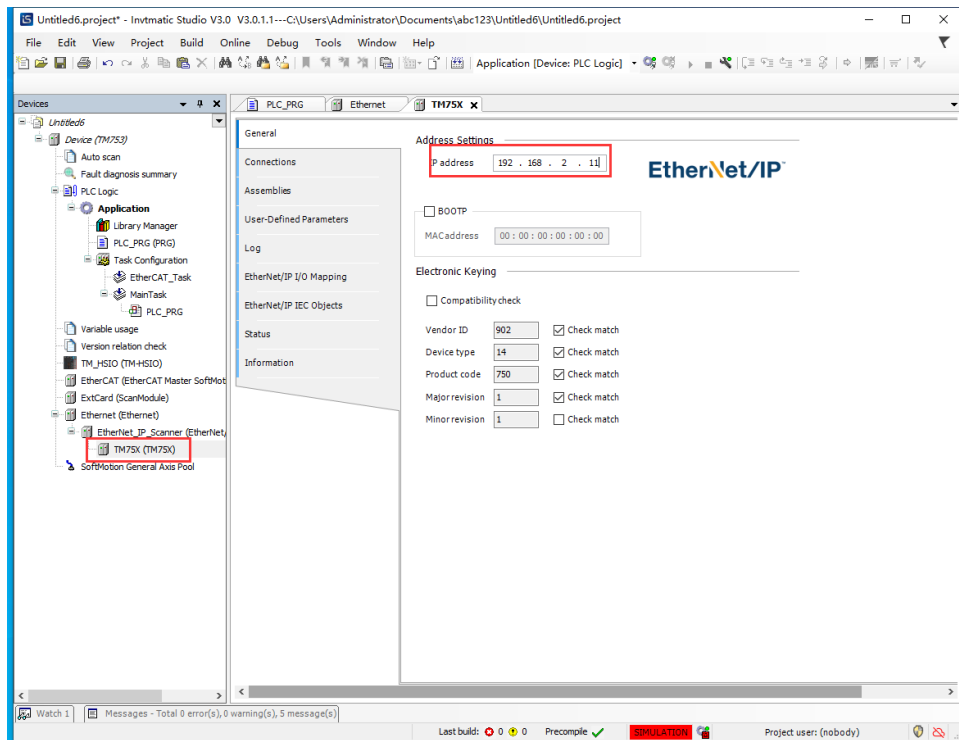 Untitled6.project* - Invtmatic Studio V3.0 V3.0.1.1---C:\Users\Administrator\Documents\abc123\Untitled6\Untitled6.project
File Edit View Project Build Online Debug Tools Window Help
Application [Device: PLC Logic]
Devices
Untitled6
Device (TM753)
Auto scan
Fault diagnosis summary
PLC Logic
Application
Library Manager
PLC_PRG (PRG)
Task Configuration
EtherCAT_Task
MainTask
PLC_PRG
Variable usage
Version relation check
TM_HSIO (TM-HSIO)
EtherCAT (EtherCAT Master SoftMot
ExtCard (ScanModule)
Ethernet (Ethernet)
EtherNet_IP_Scanner (EtherNet/
TM75X (TM75X)
SoftMotion General Axis Pool
PLC_PRG Ethernet TM75X
General
Connections
Assemblies
User-Defined Parameters
Log
EtherNet/IP I/O Mapping
EtherNet/IP IEC Objects
Status
Information
Address Settings
IP address 192 . 168 . 2 . 11
EtherNet/IP
BOOTP
MACaddress 00 : 00 : 00 : 00 : 00 : 00
Electronic Keying
Compatibility check
Vendor ID 902 Check match
Device type 14 Check match
Product code 750 Check match
Major revision 1 Check match
Minor revision 1 Check match
Watch 1 Messages - Total 0 error(s), 0 warning(s), 5 message(s)
Last build: 0 0 Precompile SIMULATION Project user: (nobody)